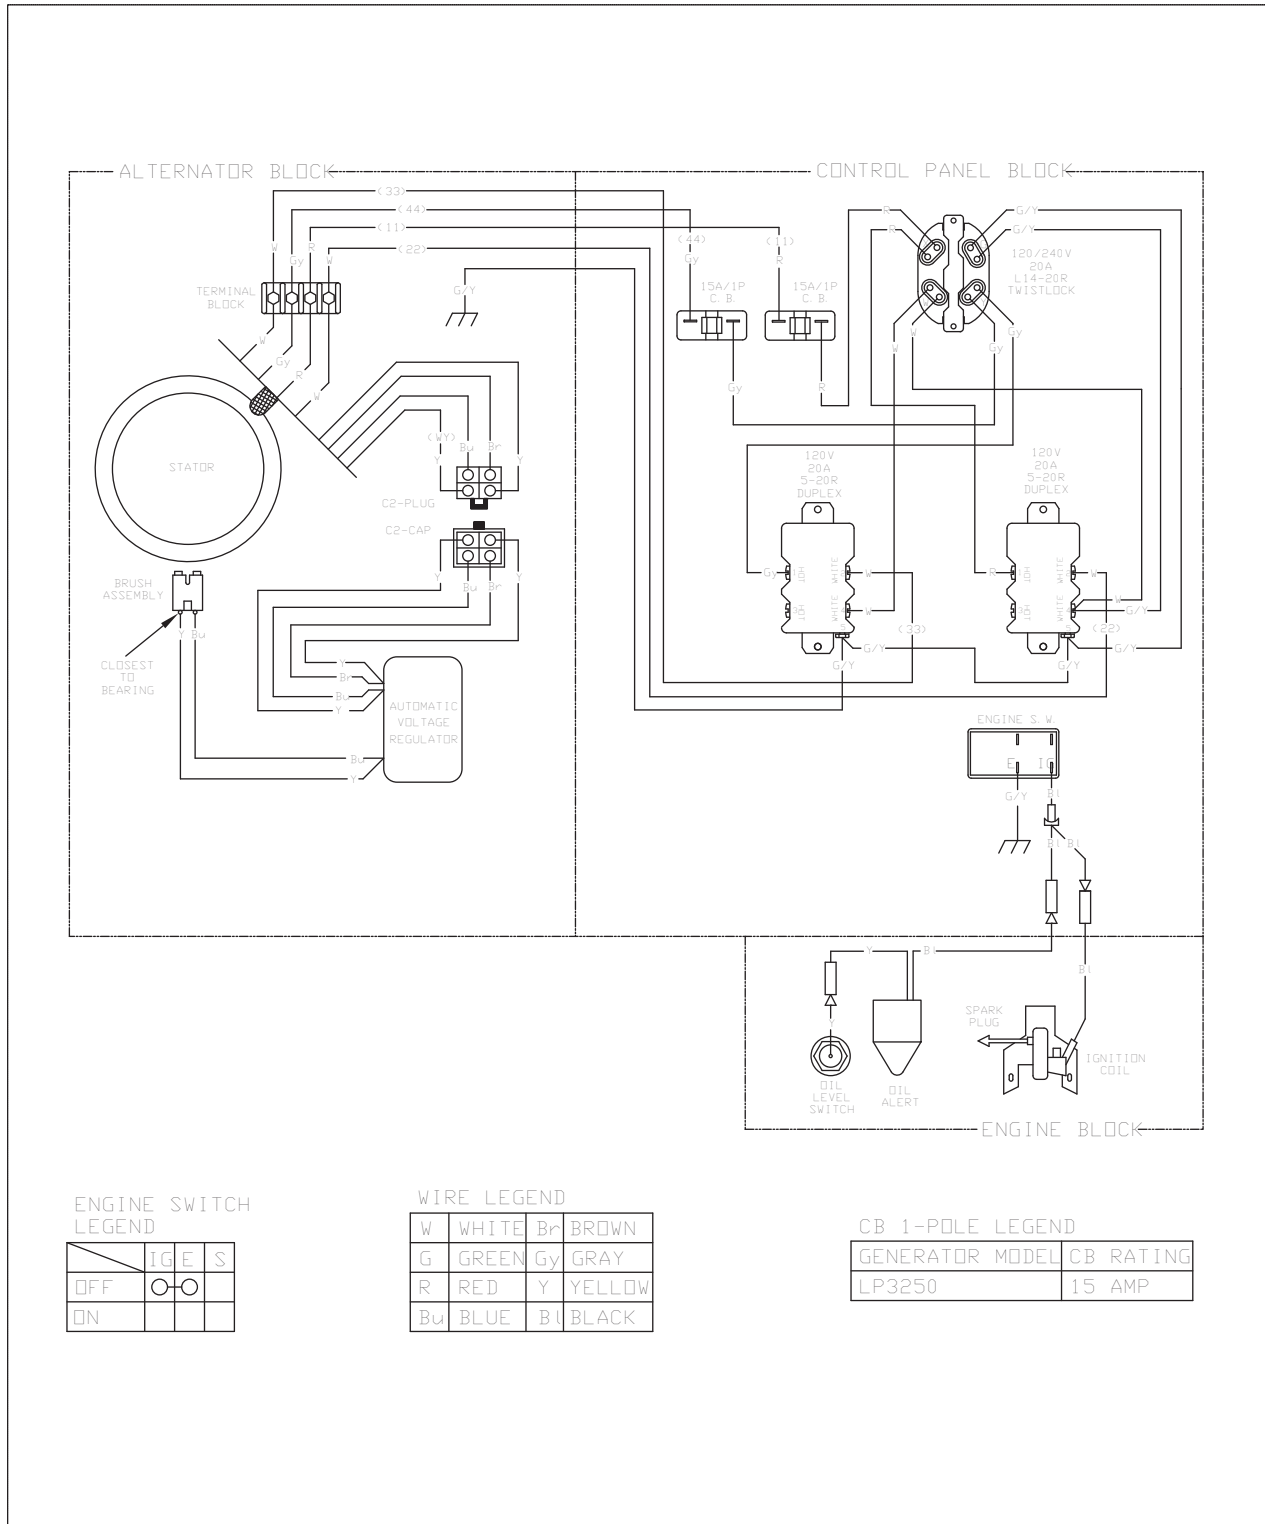 ALTERNATOR BLOCK
CONTROL PANEL BLOCK
(33)
(44)
(11)
(22)
W
Gy
R
W
TERMINAL
BLOCK
G/Y
W
Gy
R
W
STATOR
(WY)
Y
Bu
Br
Y
C2-PLUG
C2-CAP
Y
Bu
Br
Y
BRUSH
ASSEMBLY
Y Bu
CLOSEST
TO
BEARING
Y
Br
Bu
Y
AUTOMATIC
VOLTAGE
REGULATOR
Bu
Y
(44)
Gy
(11)
R
15A/1P
C. B.
15A/1P
C. B.
R
R
G/Y
G/Y
120/240V
20A
L14-20R
TWISTLOCK
W
W
Gy
Gy
Gy
R
120V
20A
5-20R
DUPLEX
120V
20A
5-20R
DUPLEX
Gy
HOT
WHITE
W
HOT
WHITE
W
(33)
G/Y
G/Y
R
HOT
WHITE
W
HOT
WHITE
W
G/Y
(22)
G/Y
G/Y
ENGINE S. W.
E IG
G/Y
Bl
Bl Bl
Y
Bl
Bl
Y
SPARK
PLUG
IGNITION
COIL
OIL
LEVEL
SWITCH
OIL
ALERT
ENGINE BLOCK
ENGINE SWITCH
LEGEND
IG E S
OFF
ON
WIRE LEGEND
W WHITE Br BROWN
G GREEN Gy GRAY
R RED Y YELLOW
Bu BLUE Bl BLACK
CB 1-POLE LEGEND
GENERATOR MODEL CB RATING
LP3250 15 AMP